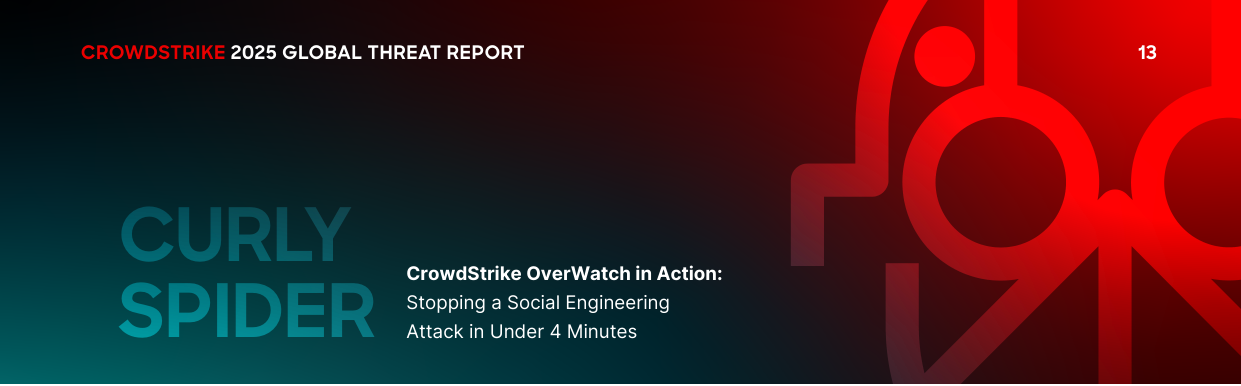 CROWDSTRIKE 2025 GLOBAL THREAT REPORT
13
CURLY
SPIDER
CrowdStrike OverWatch in Action:
Stopping a Social Engineering
Attack in Under 4 Minutes